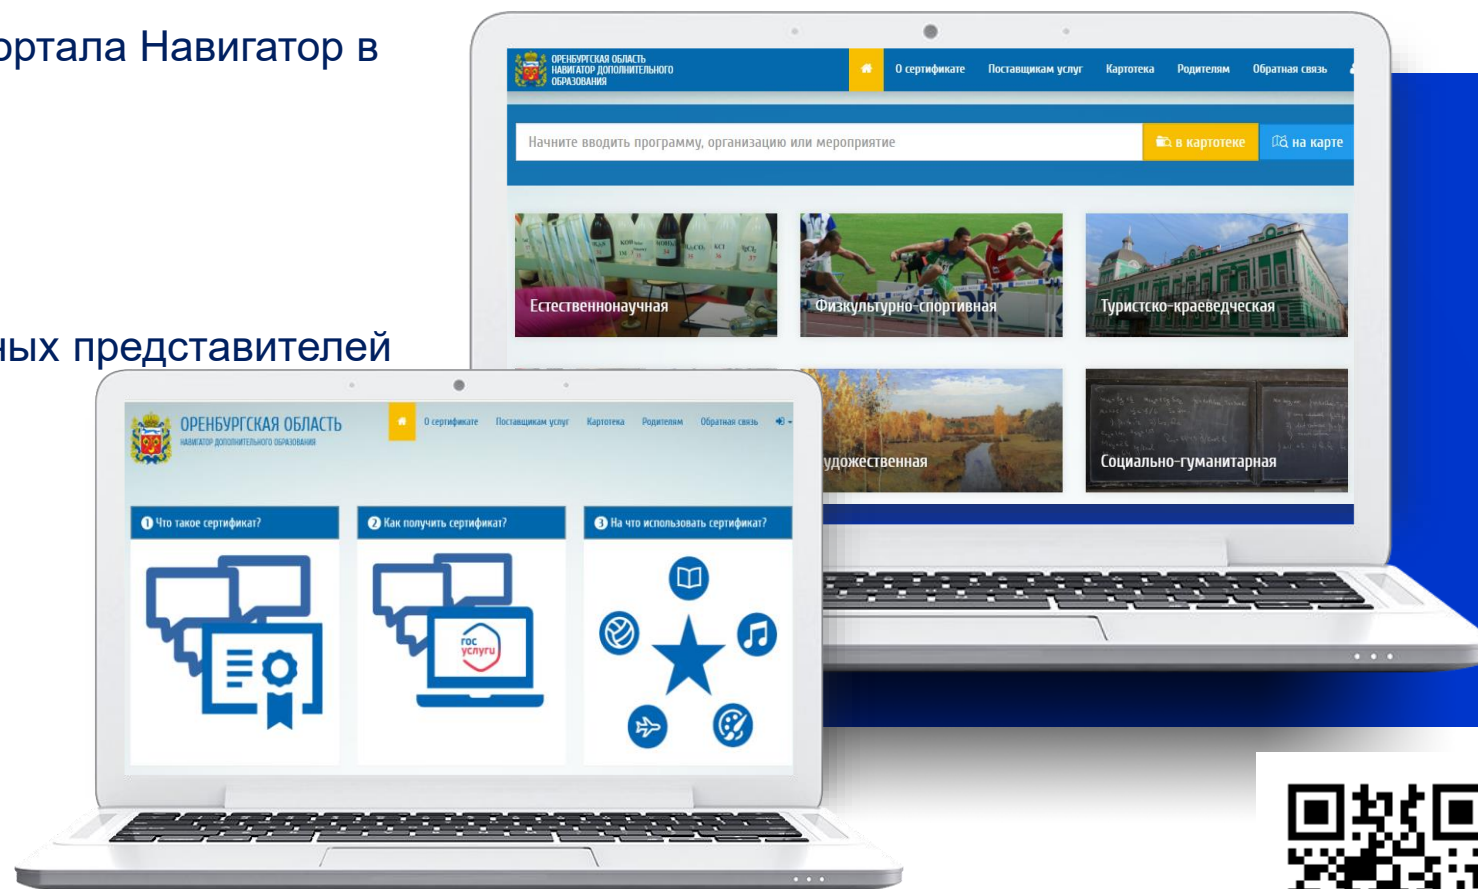 ортала Навигатор в
ных представителей
ОРЕНБУРГСКАЯ ОБЛАСТЬ
НАВИГАТОР ДОПОЛНИТЕЛЬНОГО
ОБРАЗОВАНИЯ
О сертификате Поставщикам услуг Картотека Родителям Обратная связь
Начните вводить программу, организацию или мероприятие
в картотеке
на карте
Естественнонаучная
Физкультурно-спортивная
Туристско-краеведческая
удожественная
Социально-гуманитарная
ОРЕНБУРГСКАЯ ОБЛАСТЬ
НАВИГАТОР ДОПОЛНИТЕЛЬНОГО ОБРАЗОВАНИЯ
О сертификате Поставщикам услуг Картотека Родителям Обратная связь
1 Что такое сертификат?
2 Как получить сертификат?
3 На что использовать сертификат?
гос
услуги